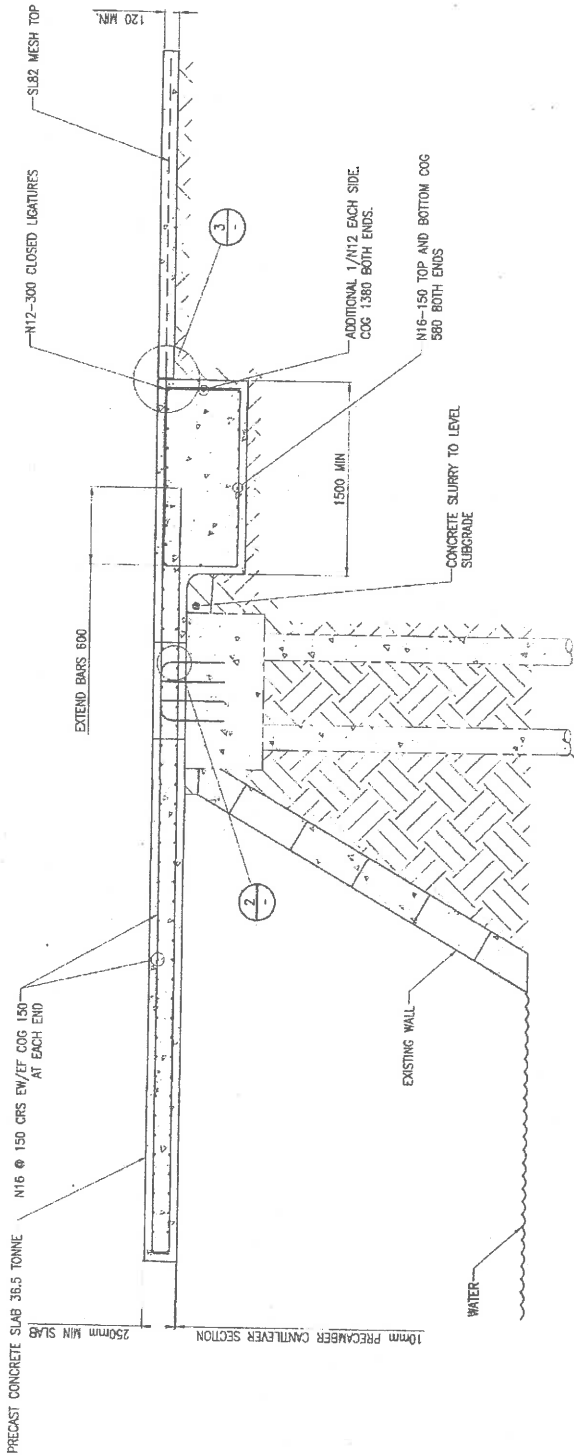 PRECAST CONCRETE SLAB 36.5 TONNE
N16 @ 150 CRS EW/EF COG 150
AT EACH END
EXTEND BARS 600
N12-300 CLOSED LIGATURES
SL82 MESH TOP
120 MIN.
250mm MIN SLAB
10mm PRECAMBER CANTILEVER SECTION
2
-
3
-
ADDITIONAL 1/N12 EACH SIDE.
COG 1380 BOTH ENDS.
N16-150 TOP AND BOTTOM COG
580 BOTH ENDS
1500 MIN
CONCRETE SLURRY TO LEVEL
SUBGRADE
EXISTING WALL
WATER